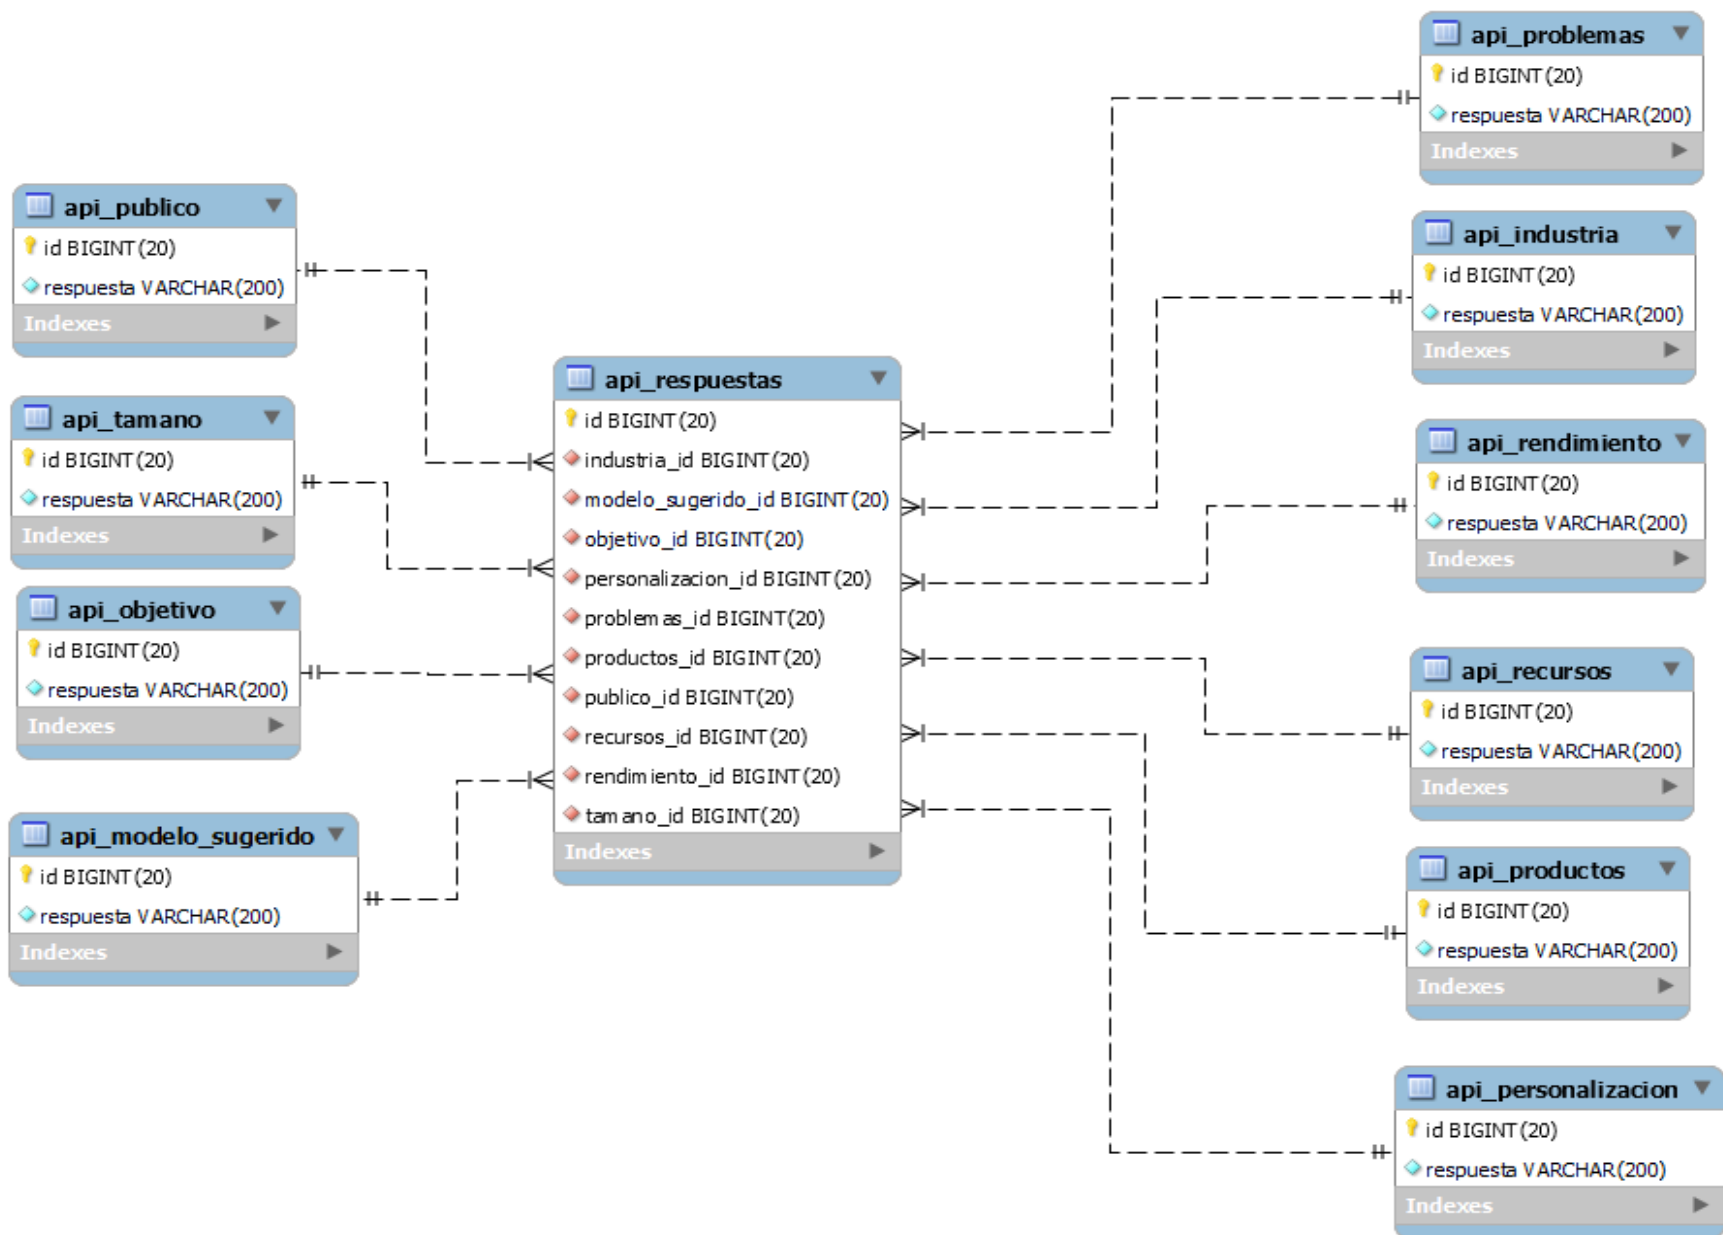 api_publico
id BIGINT(20)
respuesta VARCHAR(200)
Indexes
api_tamano
id BIGINT(20)
respuesta VARCHAR(200)
Indexes
api_objetivo
id BIGINT(20)
respuesta VARCHAR(200)
Indexes
api_modelo_sugerido
id BIGINT(20)
respuesta VARCHAR(200)
Indexes
api_respuestas
id BIGINT(20)
industria_id BIGINT(20)
modelo_sugerido_id BIGINT(20)
objetivo_id BIGINT(20)
personalizacion_id BIGINT(20)
problemas_id BIGINT(20)
productos_id BIGINT(20)
publico_id BIGINT(20)
recursos_id BIGINT(20)
rendimiento_id BIGINT(20)
tamano_id BIGINT(20)
Indexes
api_problemas
id BIGINT(20)
respuesta VARCHAR(200)
Indexes
api_industria
id BIGINT(20)
respuesta VARCHAR(200)
Indexes
api_rendimiento
id BIGINT(20)
respuesta VARCHAR(200)
Indexes
api_recursos
id BIGINT(20)
respuesta VARCHAR(200)
Indexes
api_productos
id BIGINT(20)
respuesta VARCHAR(200)
Indexes
api_personalizacion
id BIGINT(20)
respuesta VARCHAR(200)
Indexes